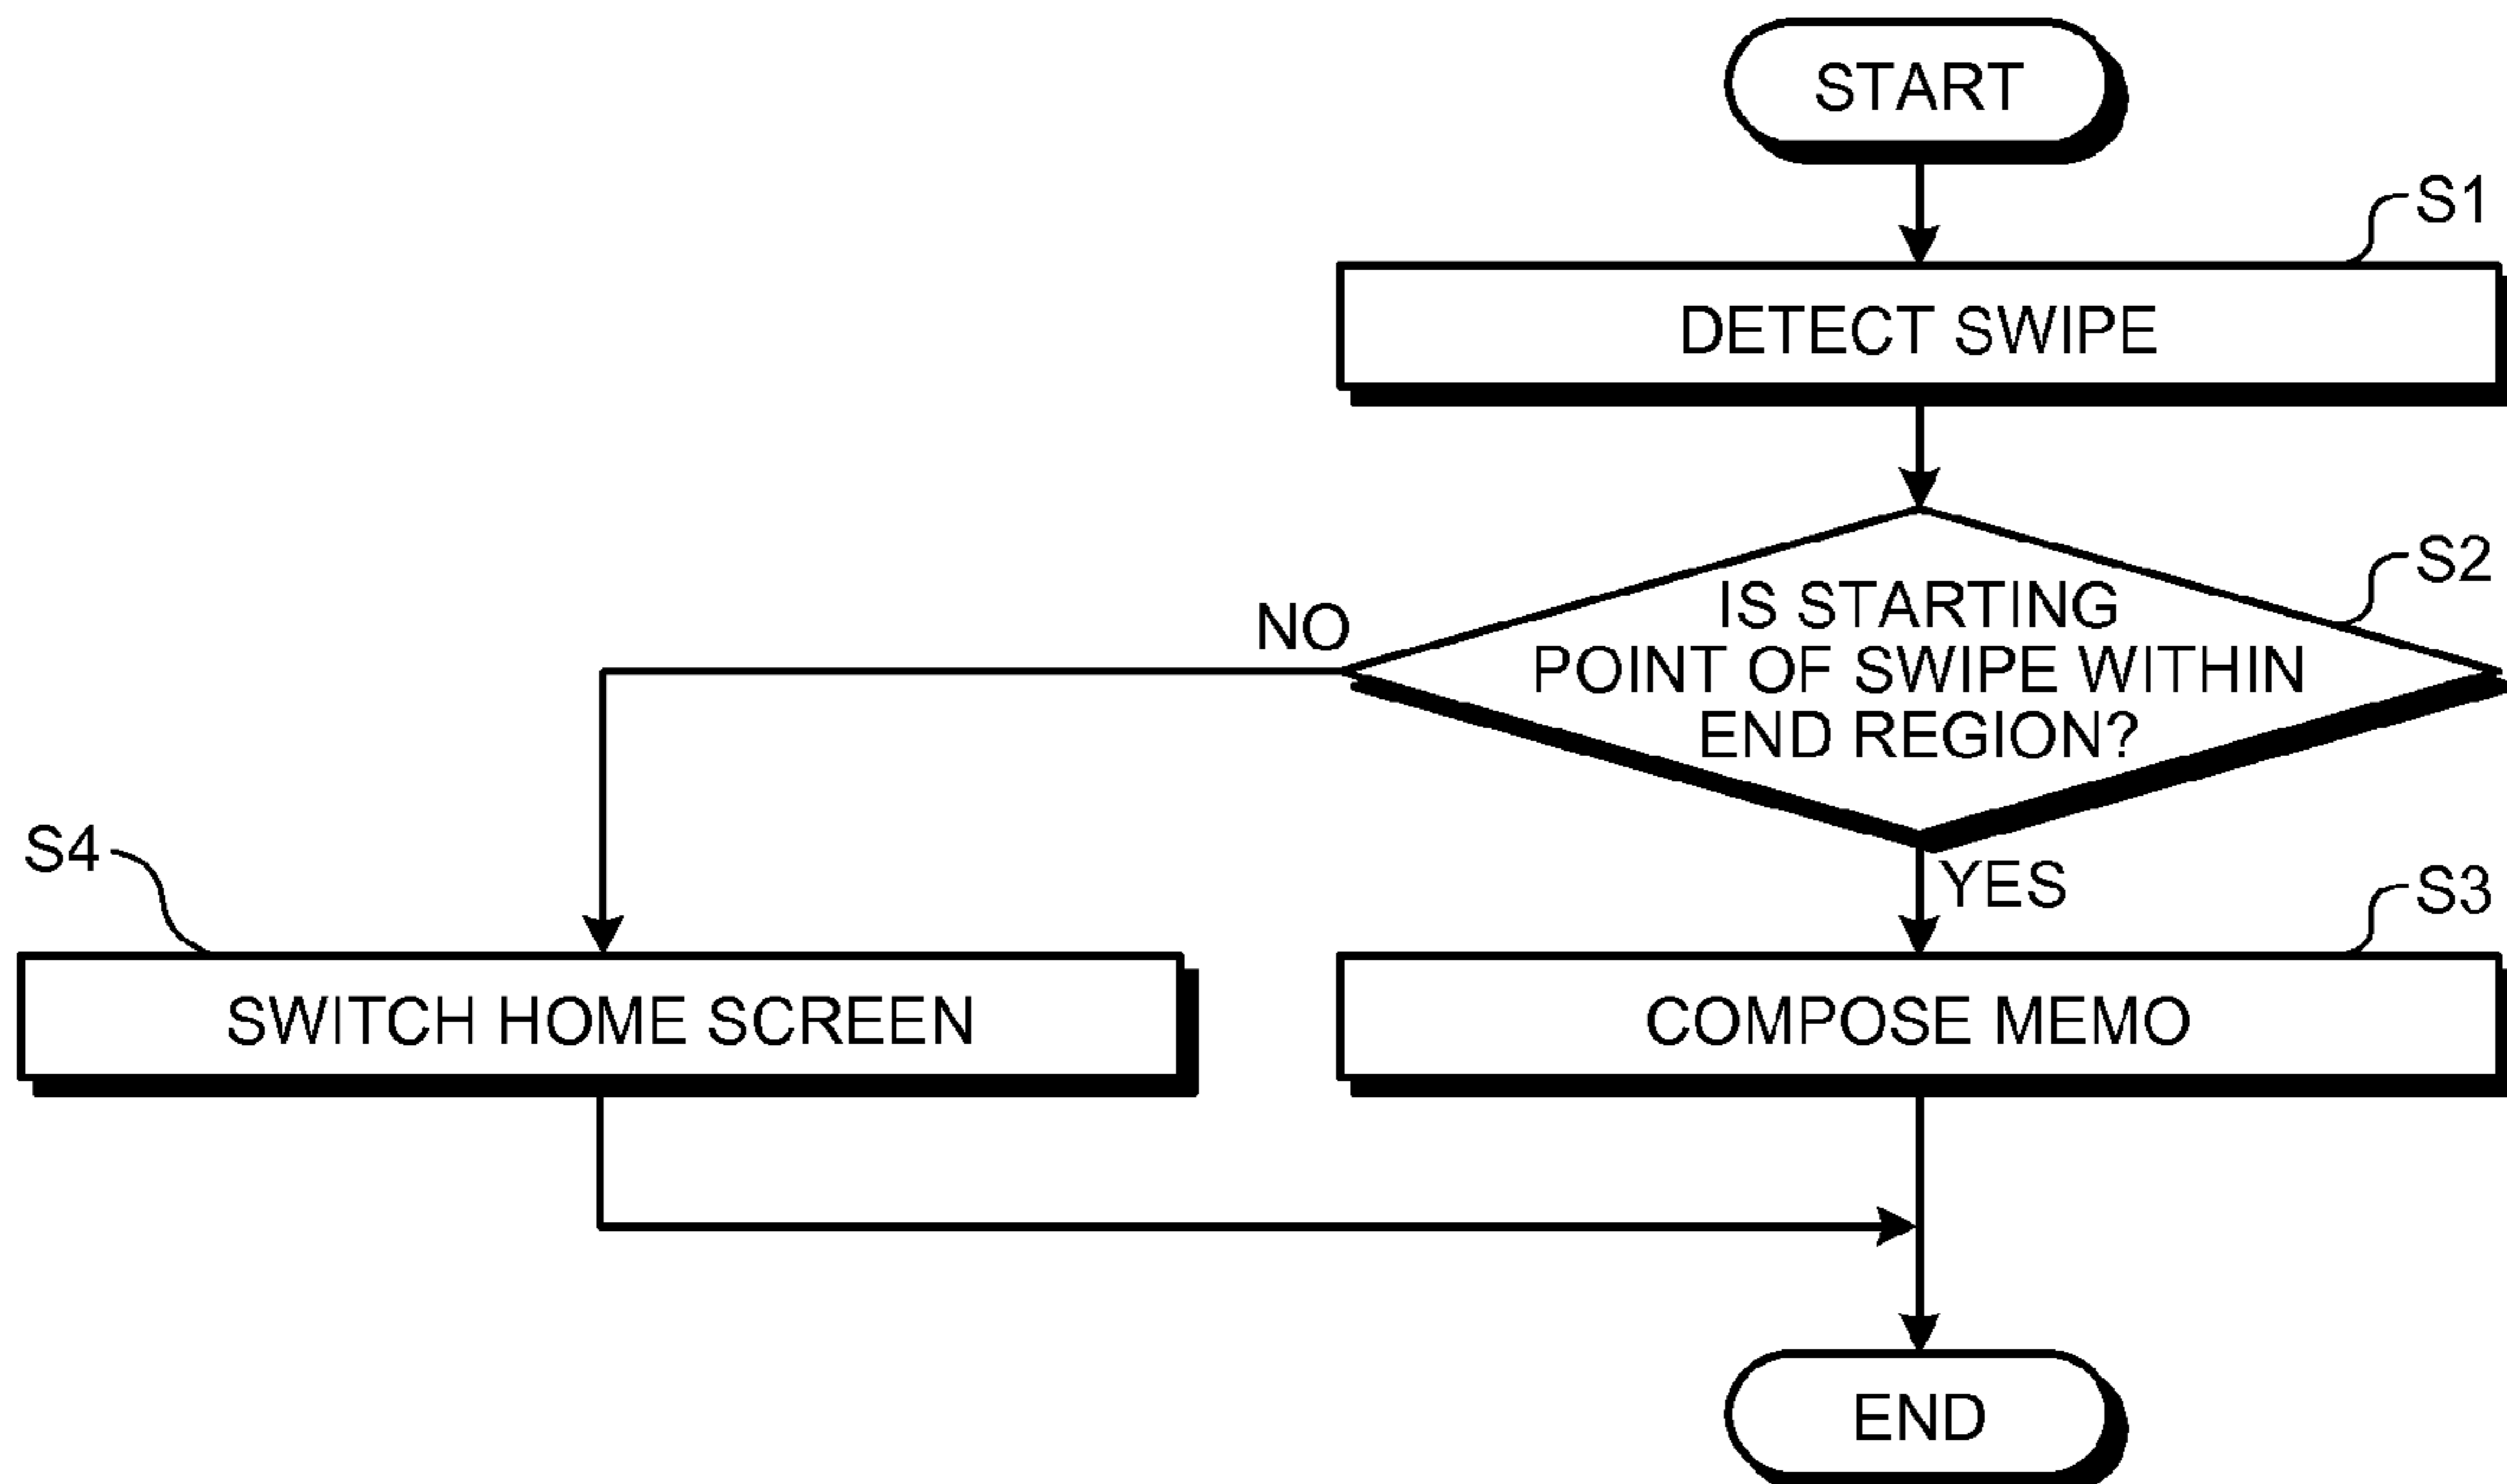 START
S1
DETECT SWIPE
S2
IS STARTING
POINT OF SWIPE WITHIN
END REGION?
NO
YES
S4
S3
SWITCH HOME SCREEN
COMPOSE MEMO
END